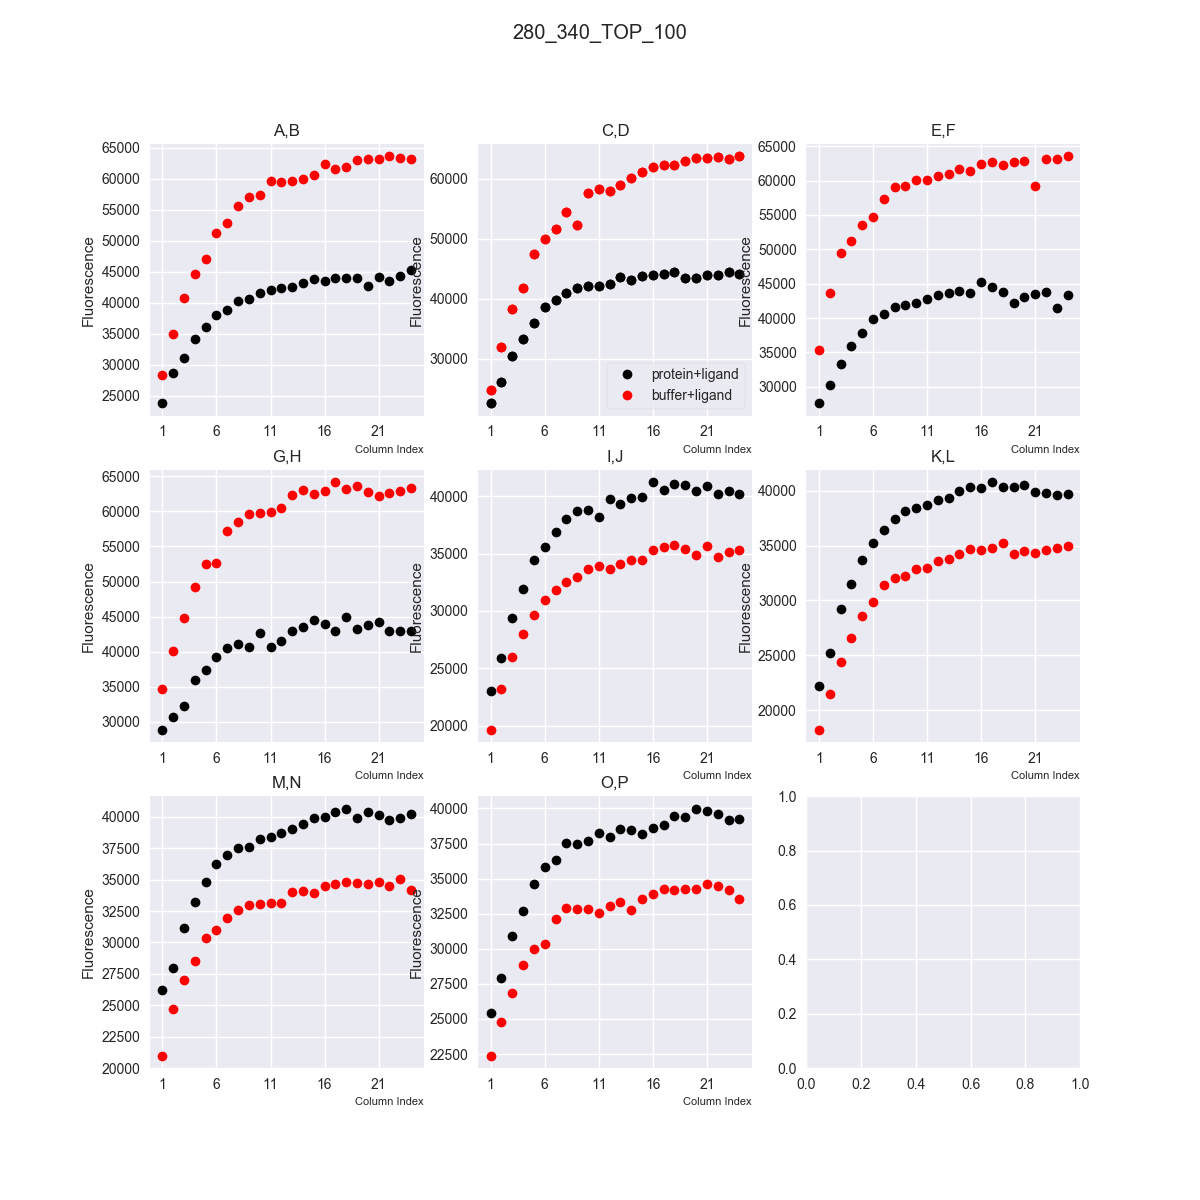 280_340_TOP_100
A,B
C,D
E,F
65000
60000
55000
50000
45000
40000
35000
30000
25000
Fluorescence
1 6 11 16 21
Column Index
60000
50000
40000
30000
Fluorescence
protein+ligand
buffer+ligand
1 6 11 16 21
Column Index
65000
60000
55000
50000
45000
40000
35000
30000
Fluorescence
1 6 11 16 21
Column Index
G,H
I,J
K,L
65000
60000
55000
50000
45000
40000
35000
30000
Fluorescence
1 6 11 16 21
Column Index
40000
35000
30000
25000
20000
Fluorescence
1 6 11 16 21
Column Index
40000
35000
30000
25000
20000
Fluorescence
1 6 11 16 21
Column Index
M,N
O,P
40000
37500
35000
32500
30000
27500
25000
22500
20000
Fluorescence
1 6 11 16 21
Column Index
40000
37500
35000
32500
30000
27500
25000
22500
Fluorescence
1 6 11 16 21
Column Index
1.0
0.8
0.6
0.4
0.2
0.0
0.0 0.2 0.4 0.6 0.8 1.0